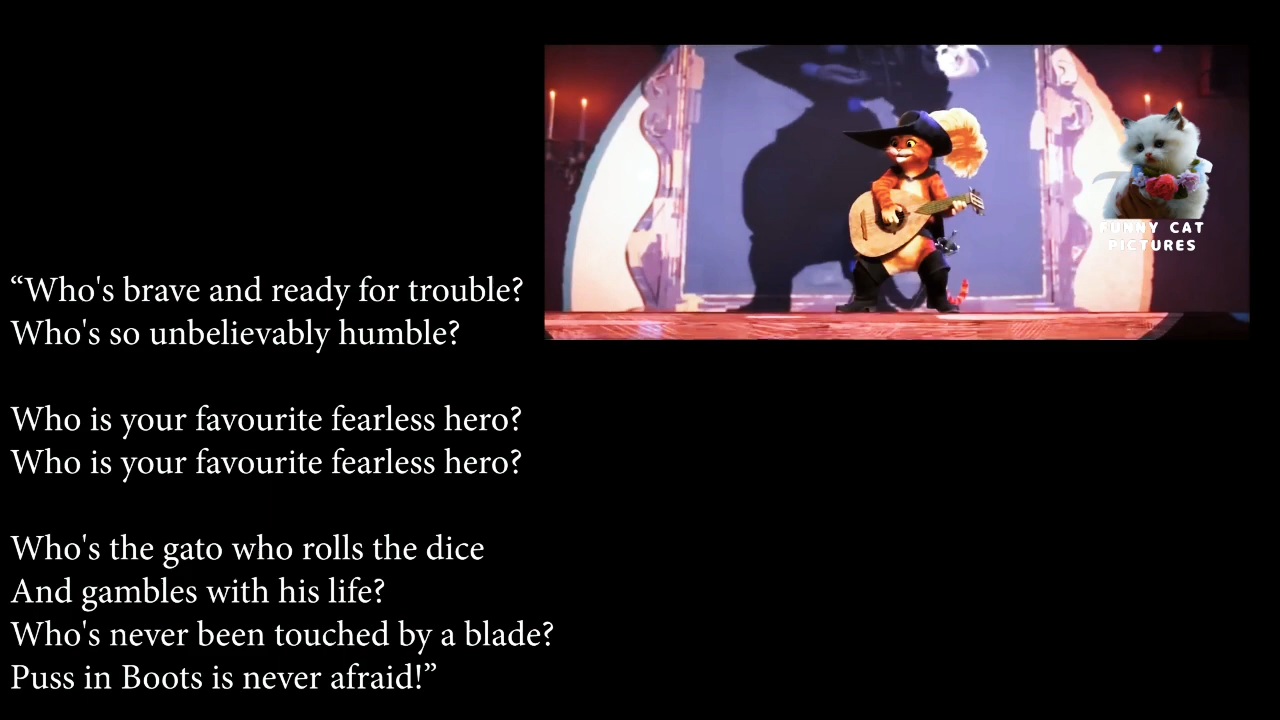 “Who's brave and ready for trouble?
Who's so unbelievably humble?
Who is your favourite fearless hero?
Who is your favourite fearless hero?
Who's the gato who rolls the dice
And gambles with his life?
Who's never been touched by a blade?
Puss in Boots is never afraid!”
FUNNY CAT
PICTURES